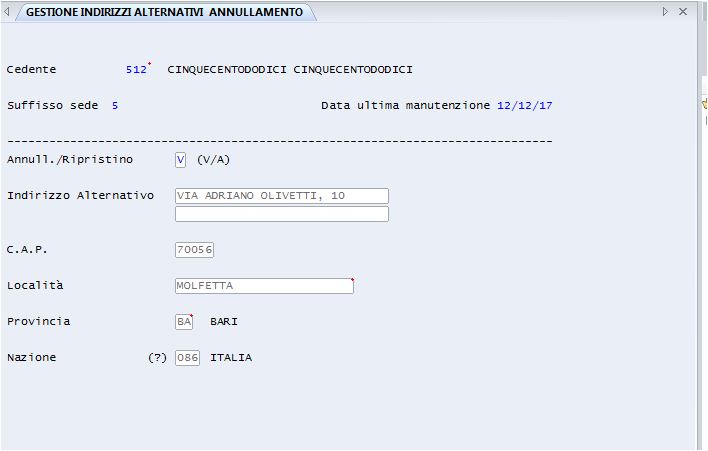 GESTIONE INDIRIZZI ALTERNATIVI ANNULLAMENTO
Cedente 512 CINQUECENTODODICI CINQUECENTODODICI
Suffisso sede 5 Data ultima manutenzione 12/12/17
------------------------------------------------------------------------------
Annull./Ripristino V (V/A)
Indirizzo Alternativo VIA ADRIANO OLIVETTI, 10
C.A.P. 70056
Località MOLFETTA
Provincia BA BARI
Nazione (?) 086 ITALIA